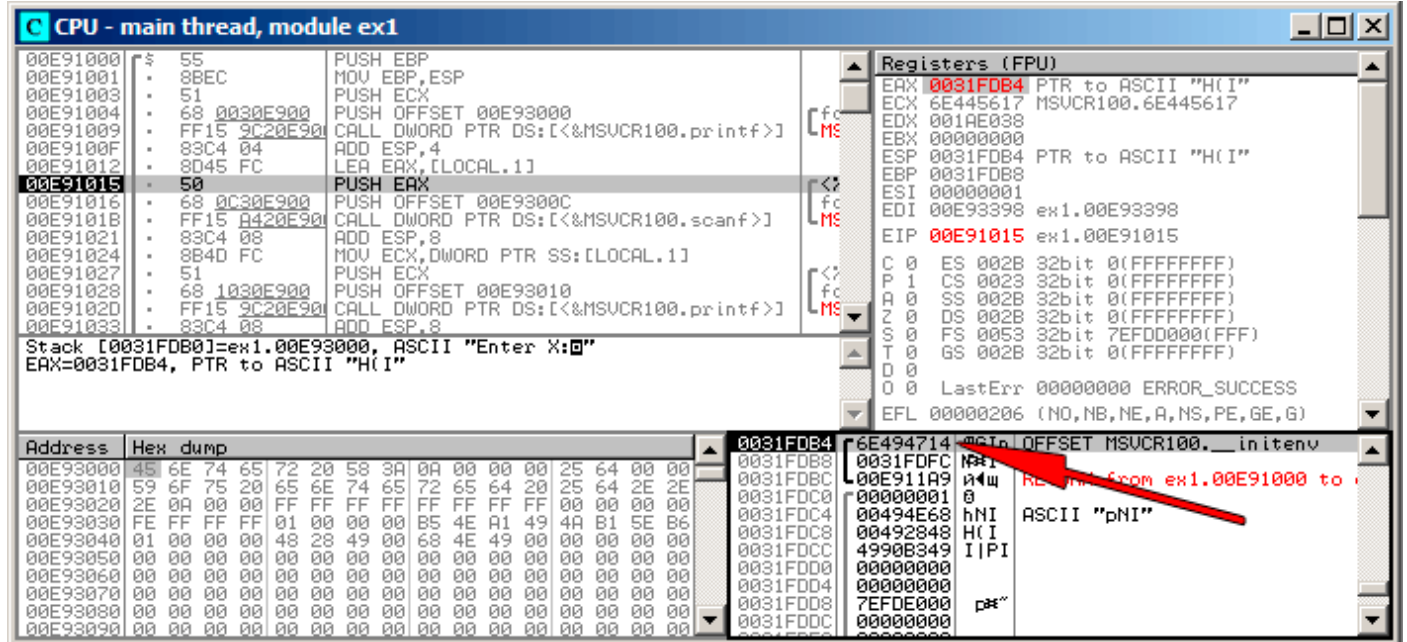 C CPU - main thread, module ex1
00E91000 $ 55 PUSH EBP
00E91001 . 8BEC MOV EBP,ESP
00E91003 . 51 PUSH ECX
00E91004 . 68 0030E900 PUSH OFFSET 00E93000
00E91009 . FF15 9C20E90 CALL DWORD PTR DS:[<&MSVCR100.printf>]
00E9100F . 83C4 04 ADD ESP,4
00E91012 . 8D45 FC LEA EAX,[LOCAL.1]
00E91015 . 50 PUSH EAX
00E91016 . 68 0C30E900 PUSH OFFSET 00E9300C
00E9101B . FF15 A420E90 CALL DWORD PTR DS:[<&MSVCR100.scanf>]
00E91021 . 83C4 08 ADD ESP,8
00E91024 . 8B4D FC MOV ECX,DWORD PTR SS:[LOCAL.1]
00E91027 . 51 PUSH ECX
00E91028 . 68 1030E900 PUSH OFFSET 00E93010
00E9102D . FF15 9C20E90 CALL DWORD PTR DS:[<&MSVCR100.printf>]
00E91033 . 83C4 08 ADD ESP,8
Stack [0031FDB0]=ex1.00E93000, ASCII "Enter X:"
EAX=0031FDB4, PTR to ASCII "H(I"
Registers (FPU)
EAX 0031FDB4 PTR to ASCII "H(I"
ECX 6E445617 MSVCR100.6E445617
EDX 001AE038
EBX 00000000
ESP 0031FDB4 PTR to ASCII "H(I"
EBP 0031FDB8
ESI 00000001
EDI 00E93398 ex1.00E93398
EIP 00E91015 ex1.00E91015
C 0 ES 002B 32bit 0(FFFFFFFF)
P 1 CS 0023 32bit 0(FFFFFFFF)
A 0 SS 002B 32bit 0(FFFFFFFF)
Z 0 DS 002B 32bit 0(FFFFFFFF)
S 0 FS 0053 32bit 7EFDD000(FFF)
T 0 GS 002B 32bit 0(FFFFFFFF)
D 0
O 0 LastErr 00000000 ERROR_SUCCESS
EFL 00000206 (NO,NB,NE,A,NS,PE,GE,G)
Address Hex dump
00E93000 45 6E 74 65 72 20 58 3A 0A 00 00 00 25 64 00 00
00E93010 59 6F 75 20 65 6E 74 65 72 65 64 20 25 64 2E 2E
00E93020 2E 0A 00 00 FF FF FF FF FF FF FF FF 00 00 00 00
00E93030 FE FF FF FF 01 00 00 00 B5 4E A1 49 4A B1 5E B6
00E93040 01 00 00 00 48 28 49 00 68 4E 49 00 00 00 00 00
00E93050 00 00 00 00 00 00 00 00 00 00 00 00 00 00 00 00
00E93060 00 00 00 00 00 00 00 00 00 00 00 00 00 00 00 00
00E93070 00 00 00 00 00 00 00 00 00 00 00 00 00 00 00 00
00E93080 00 00 00 00 00 00 00 00 00 00 00 00 00 00 00 00
00E93090 00 00 00 00 00 00 00 00 00 00 00 00 00 00 00 00
0031FDB4 6E494714 OFFSET MSVCR100.__initenv
0031FDB8 0031FDFC
0031FDBC 00E911A9 from ex1.00E91000 to
0031FDC0 00000001
0031FDC4 00494E68 hNI ASCII "pNI"
0031FDC8 00492848 H(I
0031FDCC 4990B349 I|PI
0031FDD0 00000000
0031FDD4 00000000
0031FDD8 7EFDE000
0031FDDC 00000000